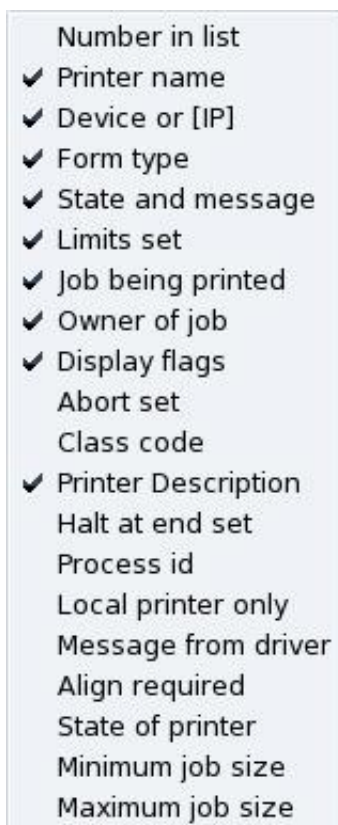 Number in list
Printer name
Device or [IP]
Form type
State and message
Limits set
Job being printed
Owner of job
Display flags
Abort set
Class code
Printer Description
Halt at end set
Process id
Local printer only
Message from driver
Align required
State of printer
Minimum job size
Maximum job size